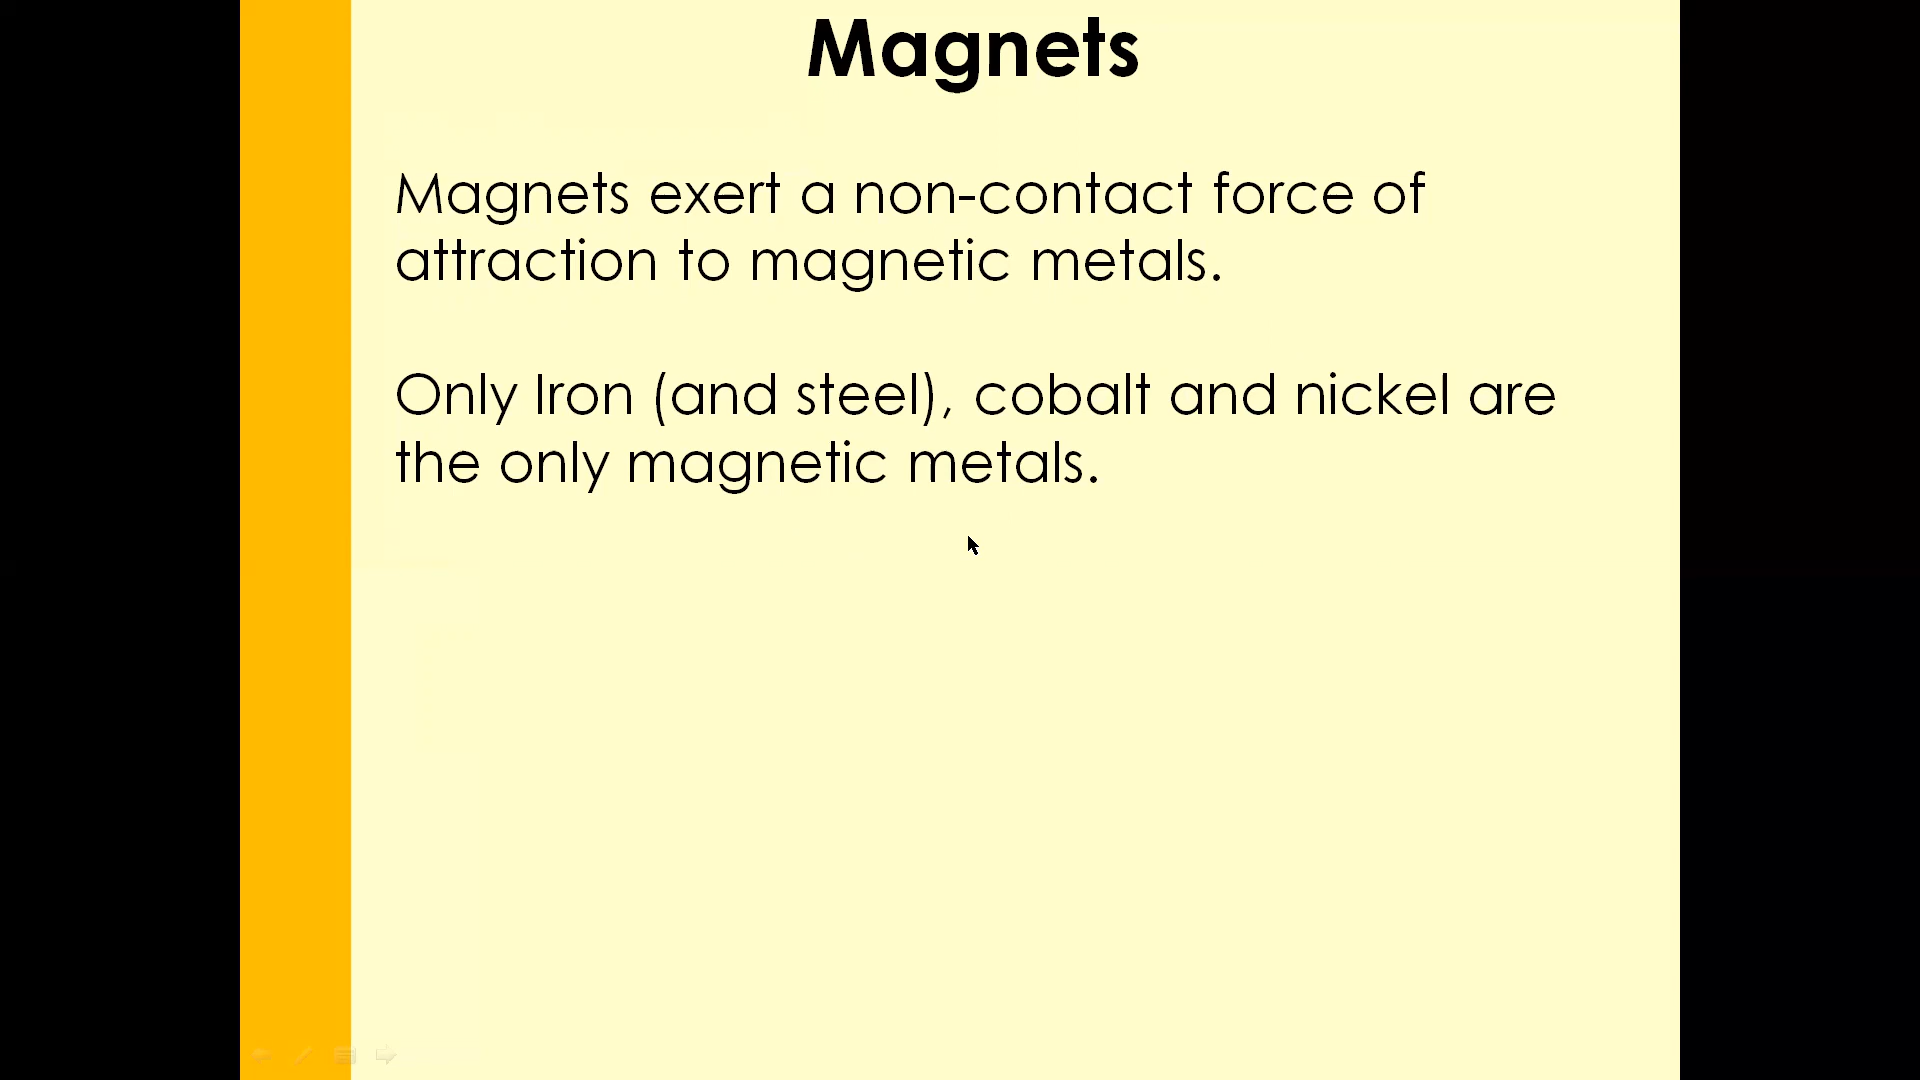 Magnets
Magnets exert a non-contact force of
attraction to magnetic metals.
Only Iron (and steel), cobalt and nickel are
the only magnetic metals.